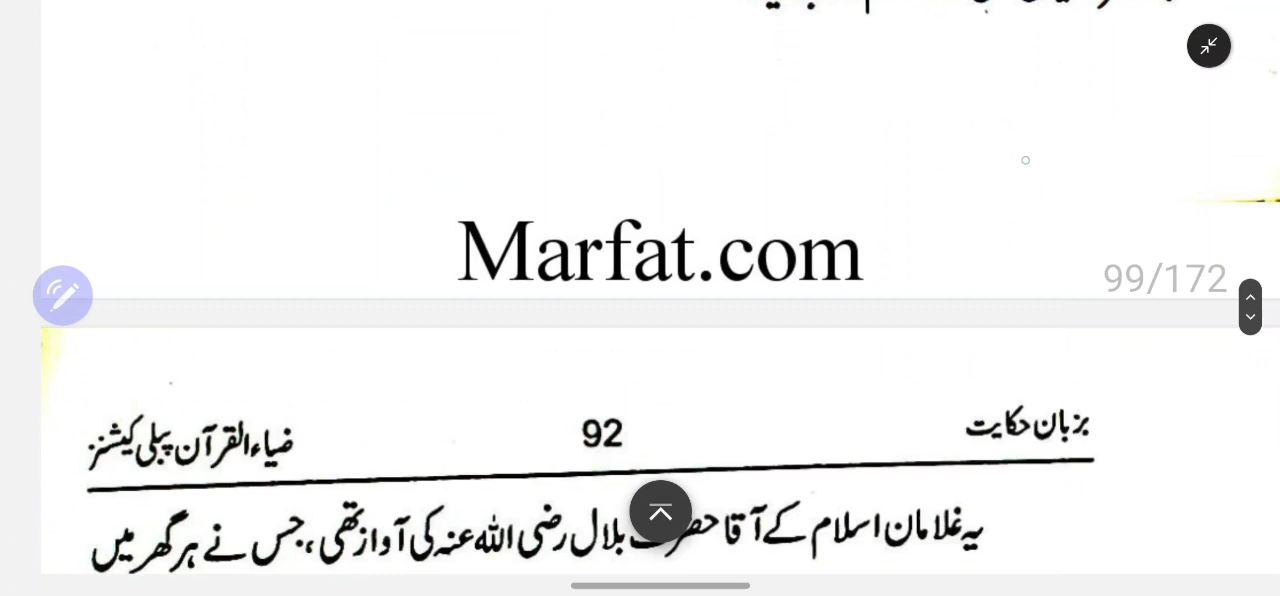 Marfat.com
99/172
بزبان حکایت 92 ضیاء القرآن پبلی کیشنز
یہ غلامان اسلام کے آقا حضرت بلال رضی اللہ عنہ کی آواز تھی، جس نے ہر گھر میں